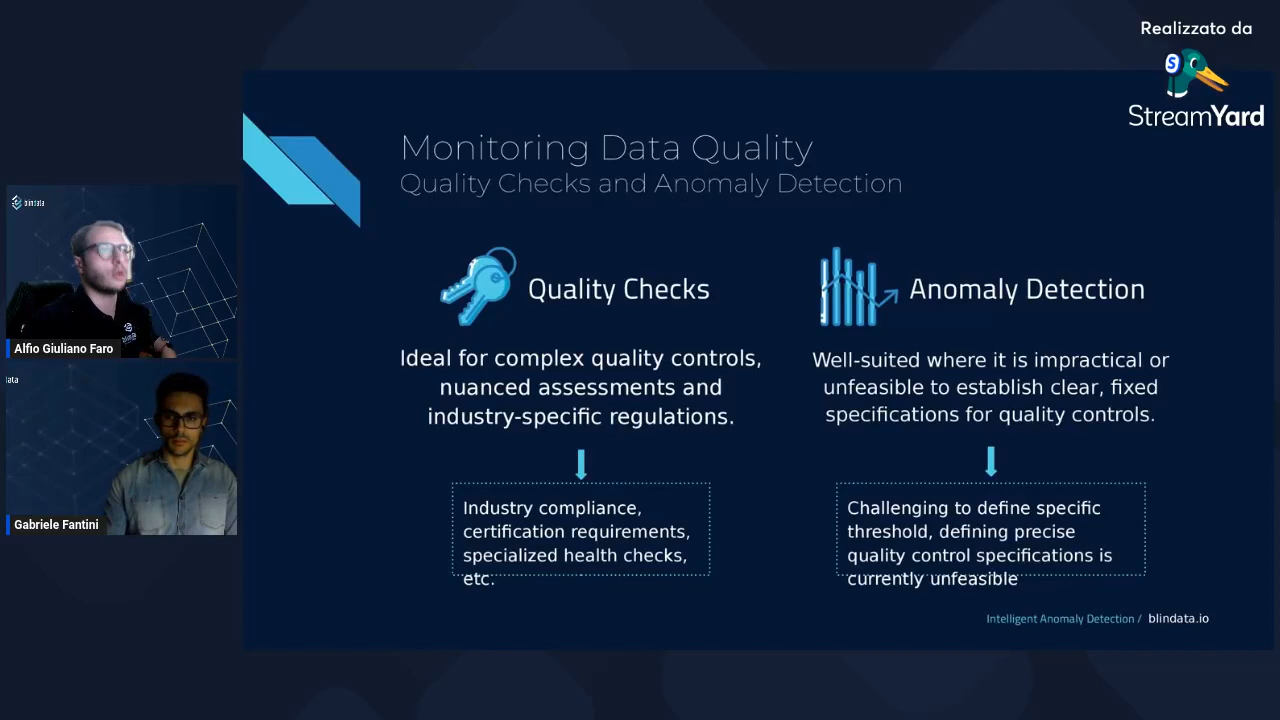 Realizzato da
StreamYard
Monitoring Data Quality
Quality Checks and Anomaly Detection
blindata
Alfio Giuliano Faro
data
Gabriele Fantini
Quality Checks
Ideal for complex quality controls,
nuanced assessments and
industry-specific regulations.
Industry compliance,
certification requirements,
specialized health checks,
etc.
Anomaly Detection
Well-suited where it is impractical or
unfeasible to establish clear, fixed
specifications for quality controls.
Challenging to define specific
threshold, defining precise
quality control specifications is
currently unfeasible
Intelligent Anomaly Detection / blindata.io